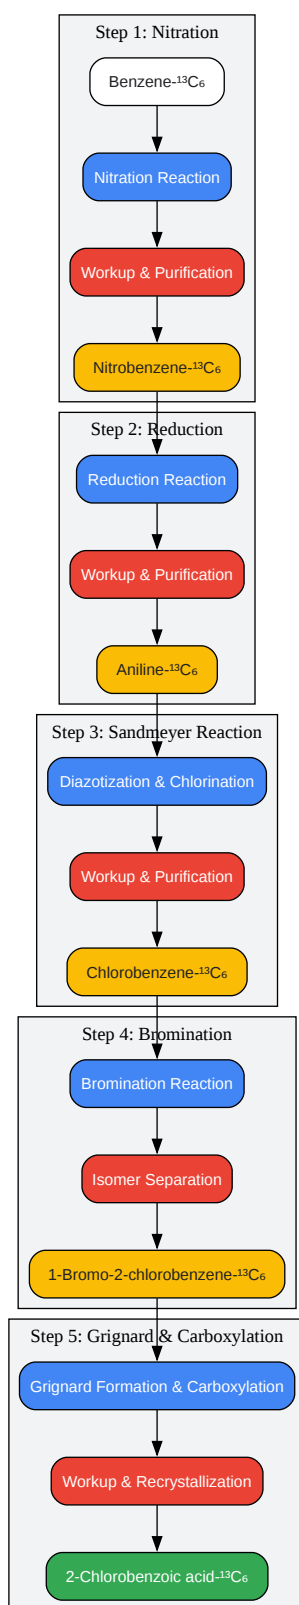 Step 1: Nitration
Benzene-¹³C₆
Nitration Reaction
Workup & Purification
Nitrobenzene-¹³C₆
Step 2: Reduction
Reduction Reaction
Workup & Purification
Aniline-¹³C₆
Step 3: Sandmeyer Reaction
Diazotization & Chlorination
Workup & Purification
Chlorobenzene-¹³C₆
Step 4: Bromination
Bromination Reaction
Isomer Separation
1-Bromo-2-chlorobenzene-¹³C₆
Step 5: Grignard & Carboxylation
Grignard Formation & Carboxylation
Workup & Recrystallization
2-Chlorobenzoic acid-¹³C₆